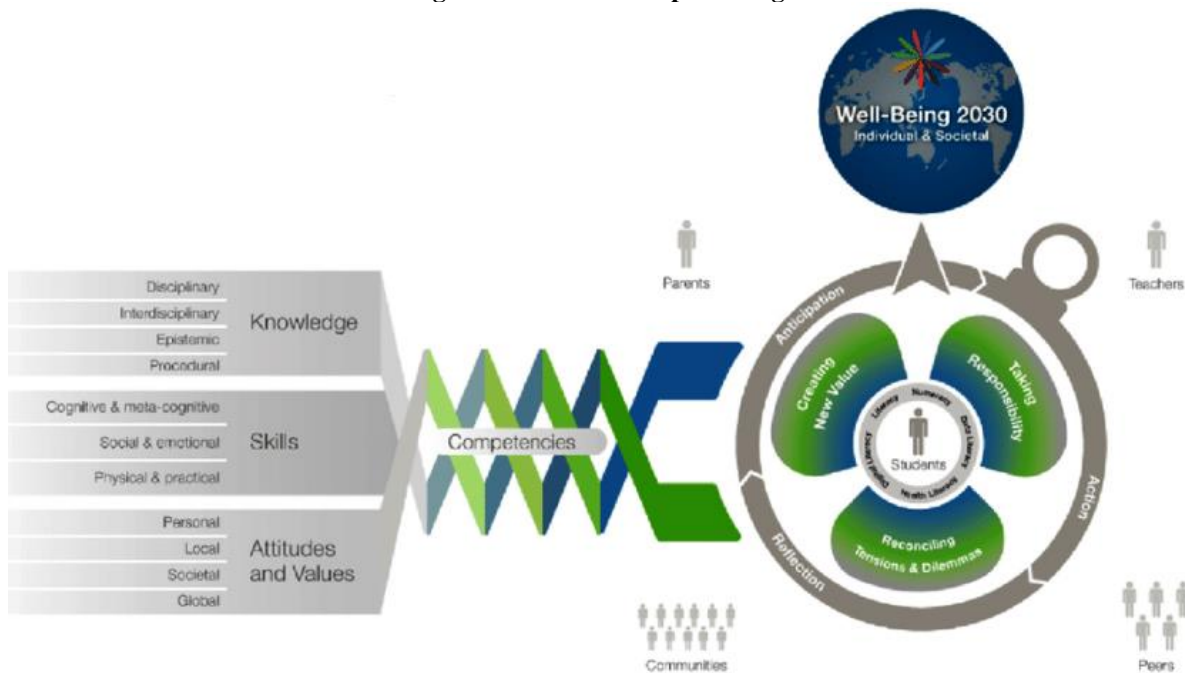 Well-Being 2030
Individual & Societal
Parents
Teachers
Disciplinary
Interdisciplinary
Epistemic
Procedural
Knowledge
Cognitive & meta-cognitive
Social & emotional
Physical & practical
Skills
Personal
Local
Societal
Global
Attitudes
and Values
Competencies
Anticipation
Action
Reflection
Creating
New Value
Taking
Responsibility
Reconciling
Tensions & Dilemmas
Literacy
Numeracy
Data Literacy
Health Literacy
Digital Literacy
Students
Communities
Peers